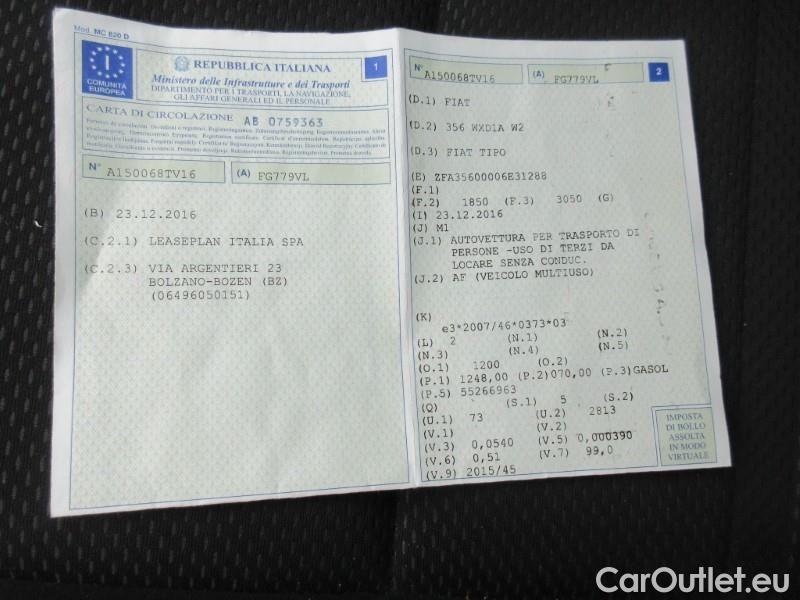 Mod. MC 820 D
I
COMUNITÀ
EUROPEA
REPUBBLICA ITALIANA
1
Ministero delle Infrastrutture e dei Trasporti
DIPARTIMENTO PER I TRASPORTI, LA NAVIGAZIONE,
GLI AFFARI GENERALI ED IL PERSONALE
CARTA DI CIRCOLAZIONE AB 0759363
N° A150068TV16 (A) FG779VL
(B) 23.12.2016
(C.2.1) LEASEPLAN ITALIA SPA
(C.2.3) VIA ARGENTIERI 23
BOLZANO-BOZEN (BZ)
(06496050151)
N° A150068TV16 (A) FG779VL 2
(D.1) FIAT
(D.2) 356 WXD1A W2
(D.3) FIAT TIPO
(E) ZFA35600006E31288
(F.1)
(F.2) 1850 (F.3) 3050 (G)
(I) 23.12.2016
(J) M1
(J.1) AUTOVETTURA PER TRASPORTO DI
PERSONE -USO DI TERZI DA
LOCARE SENZA CONDUC.
(J.2) AF (VEICOLO MULTIUSO)
(K)
e3*2007/46*0373*03
(L) 2 (N.1) (N.2)
(N.3) (N.4) (N.5)
(O.1) 1200 (O.2)
(P.1) 1248,00 (P.2)070,00 (P.3)GASOL
(P.5) 55266963
(Q) (S.1) 5 (S.2)
(U.1) 73 (U.2) 2813
(V.1) (V.2)
(V.3) 0,0540 (V.5) 0,000390
(V.6) 0,51 (V.7) 99,0
(V.9) 2015/45
IMPOSTA
DI BOLLO
ASSOLTA
IN MODO
VIRTUALE
CarOutlet.eu